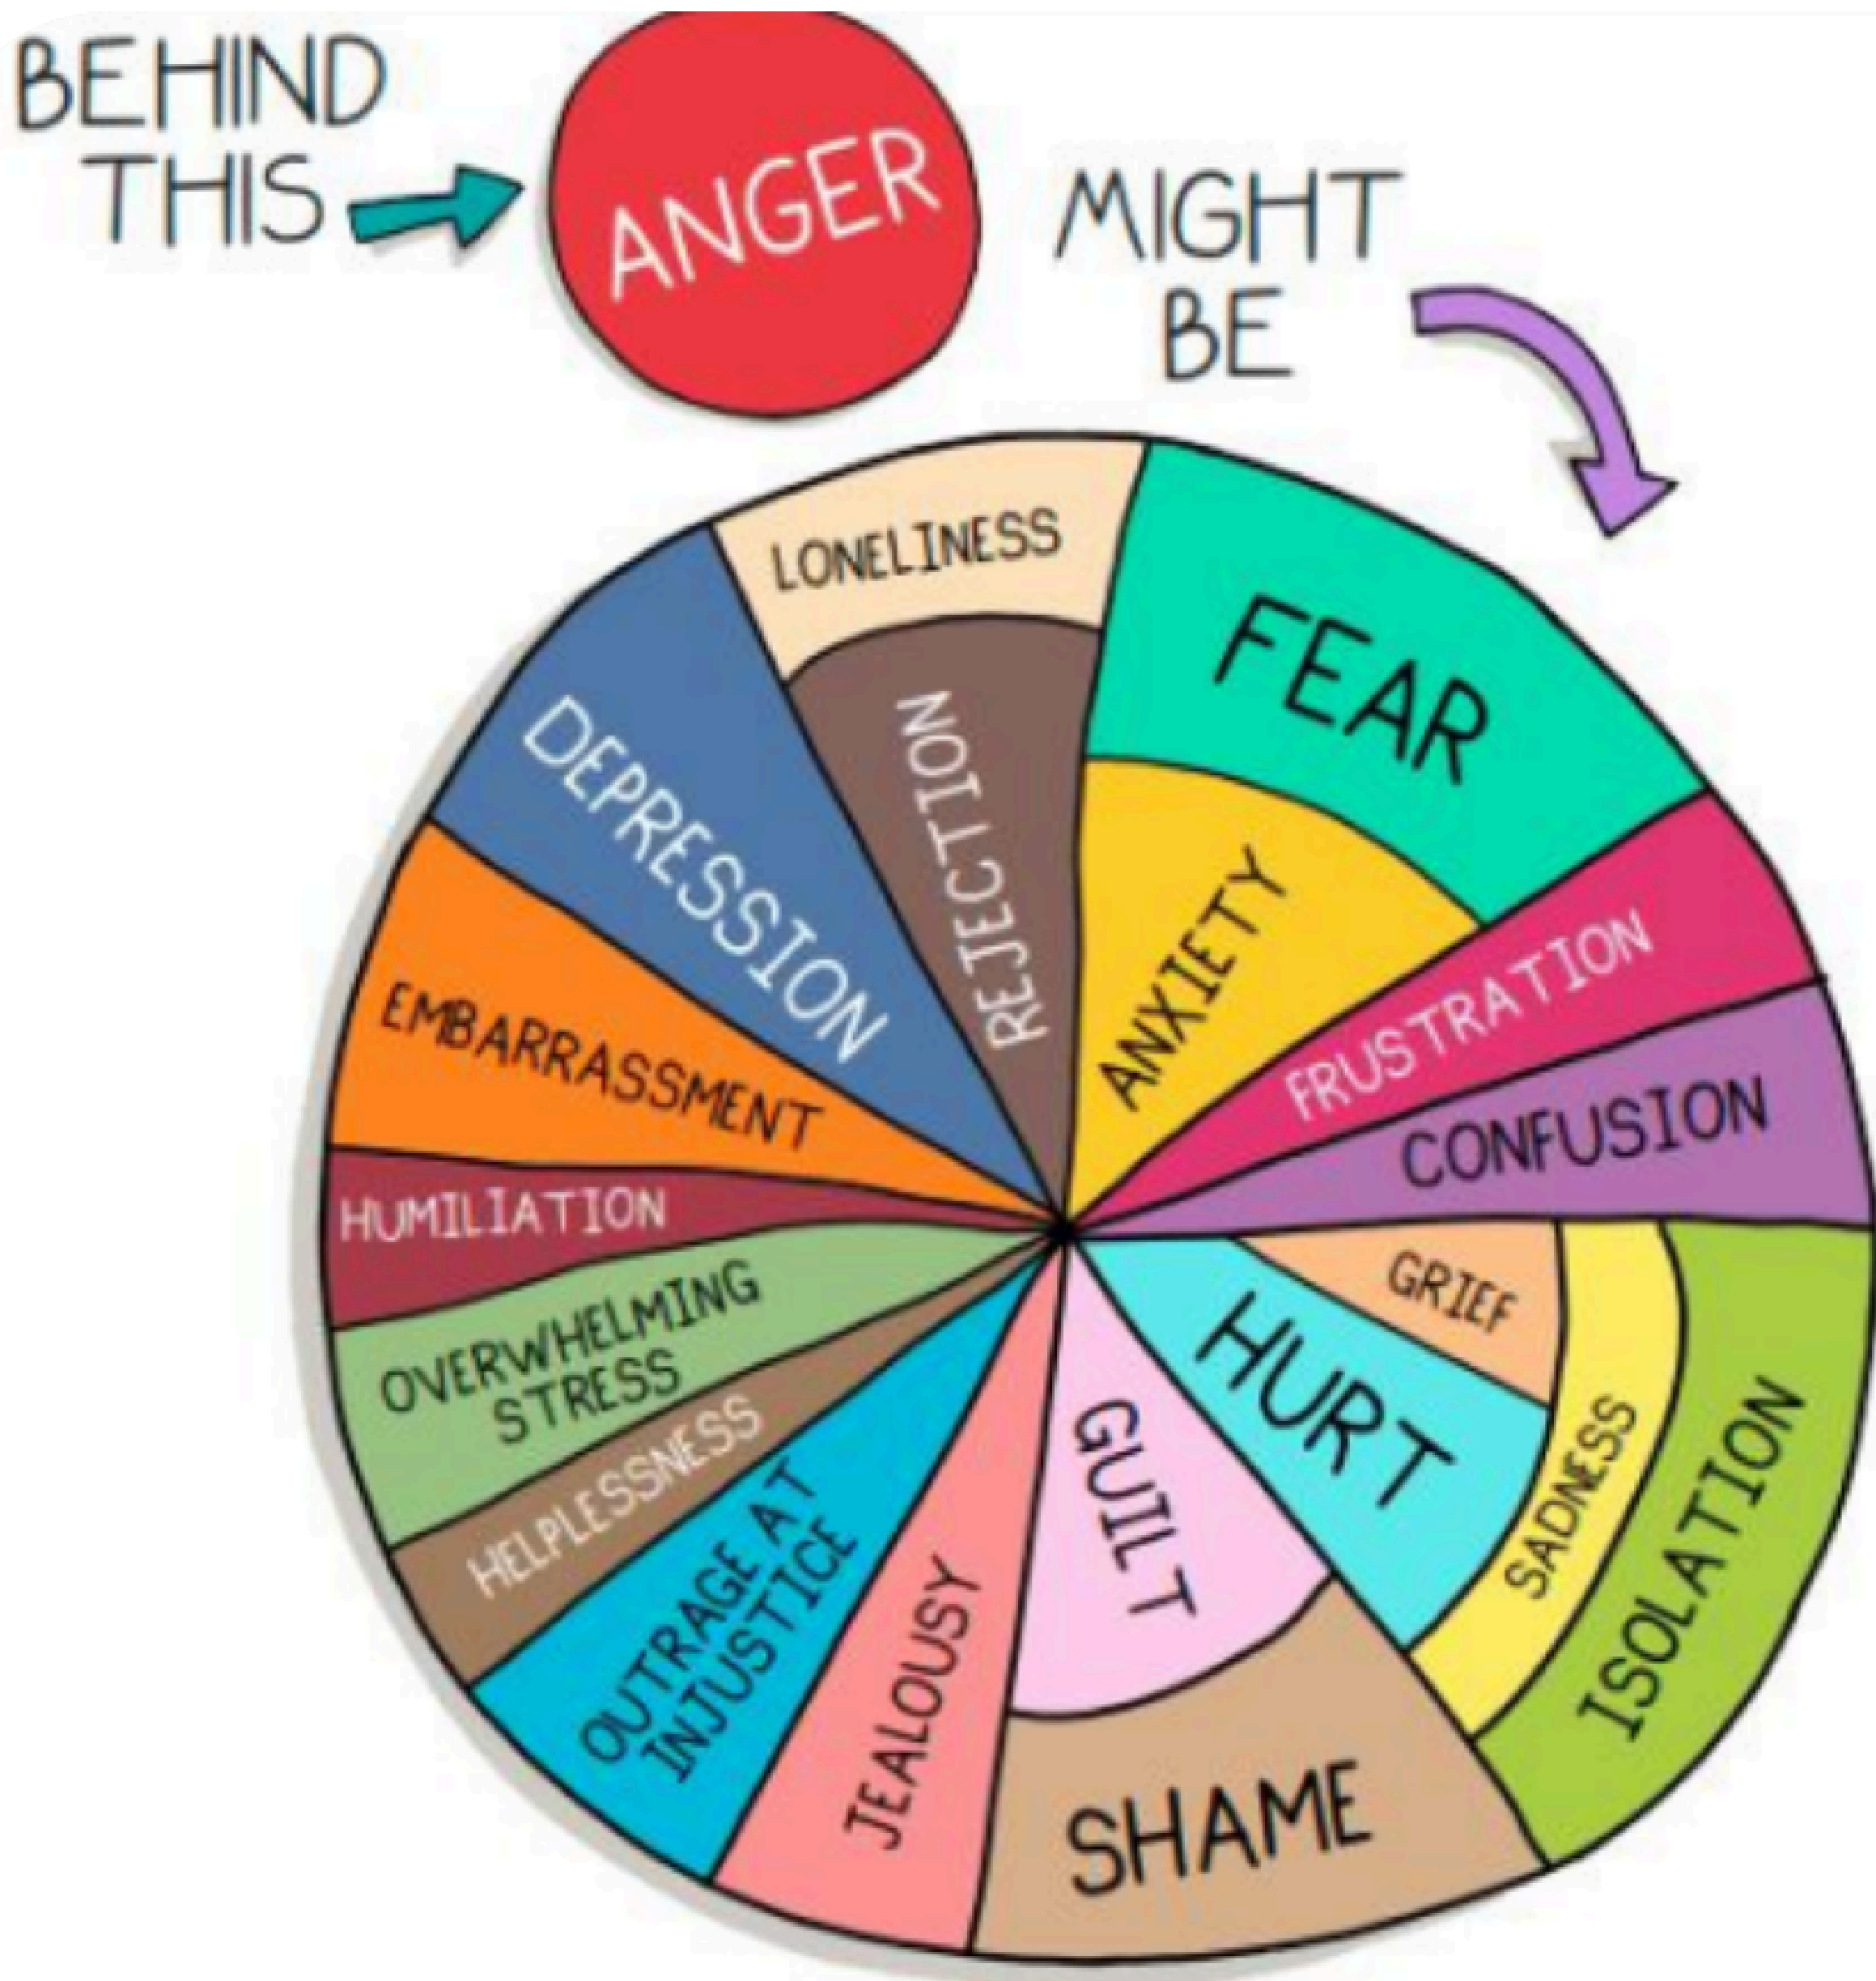 BEHIND
THIS
ANGER
MIGHT
BE
LONELINESS
REJECTION
FEAR
ANXIETY
FRUSTRATION
CONFUSION
GRIEF
HURT
SADNESS
ISOLATION
GUILT
SHAME
JEALOUSY
OUTRAGE AT
INJUSTICE
HELPLESSNESS
OVERWHELMING
STRESS
HUMILIATION
EMBARRASSMENT
DEPRESSION